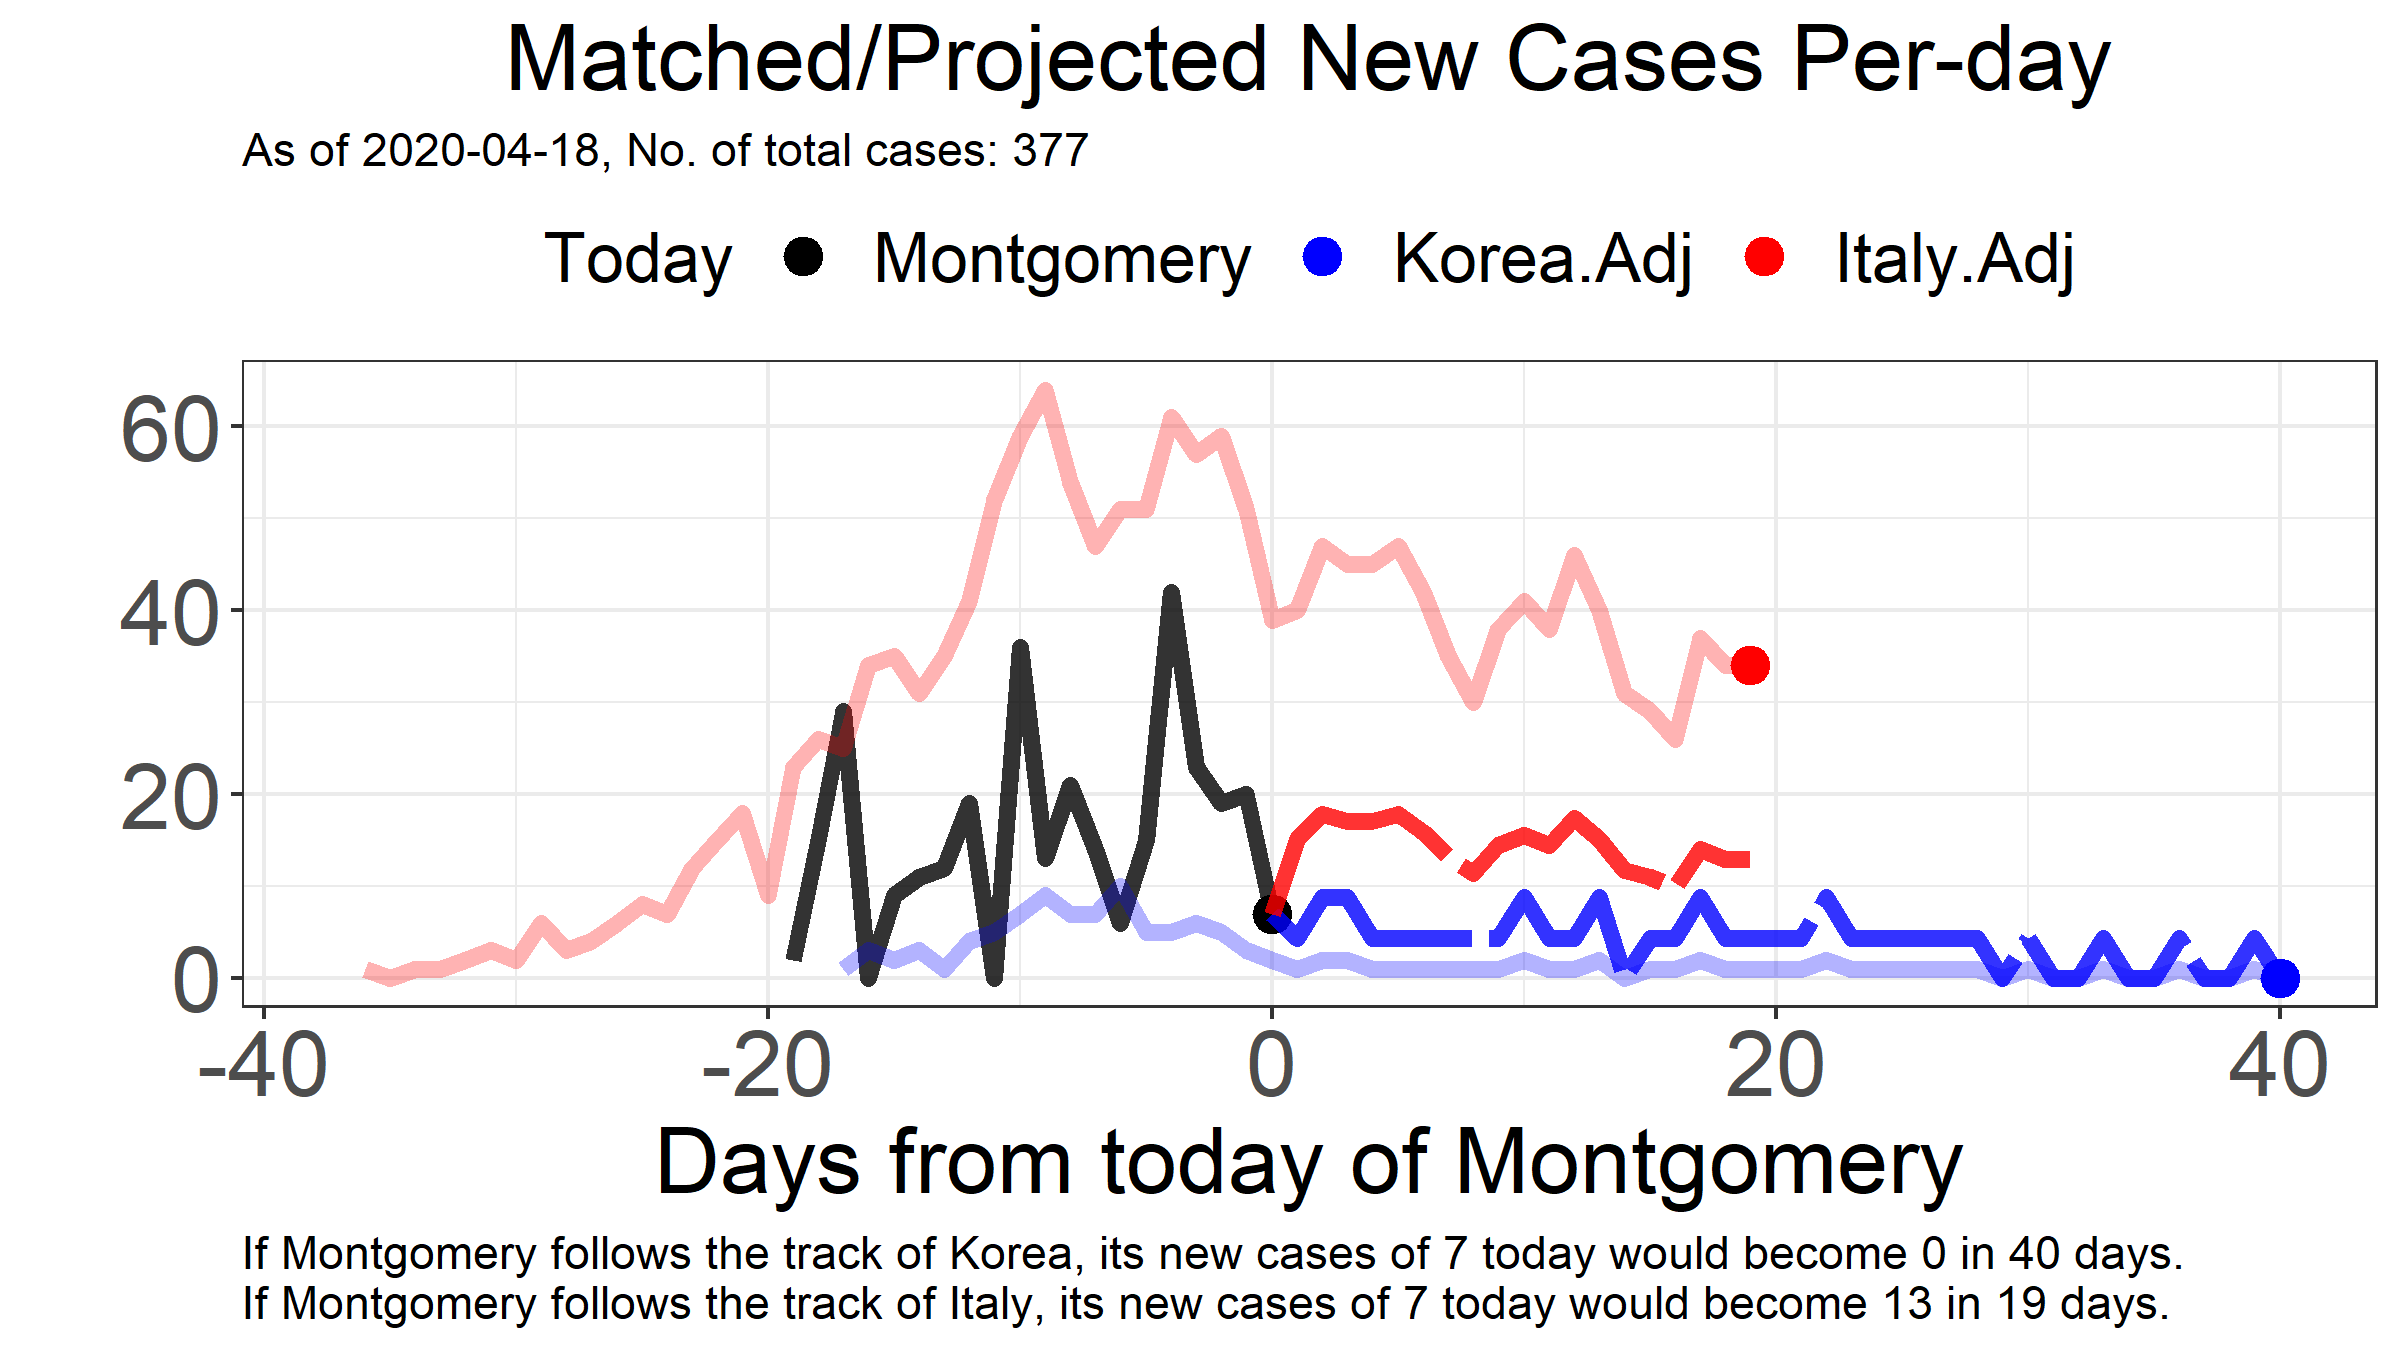 Matched/Projected New Cases Per-day
As of 2020-04-18, No. of total cases: 377
Today Montgomery Korea.Adj Italy.Adj
60
40
20
0
-40 -20 0 20 40
Days from today of Montgomery
If Montgomery follows the track of Korea, its new cases of 7 today would become 0 in 40 days.
If Montgomery follows the track of Italy, its new cases of 7 today would become 13 in 19 days.